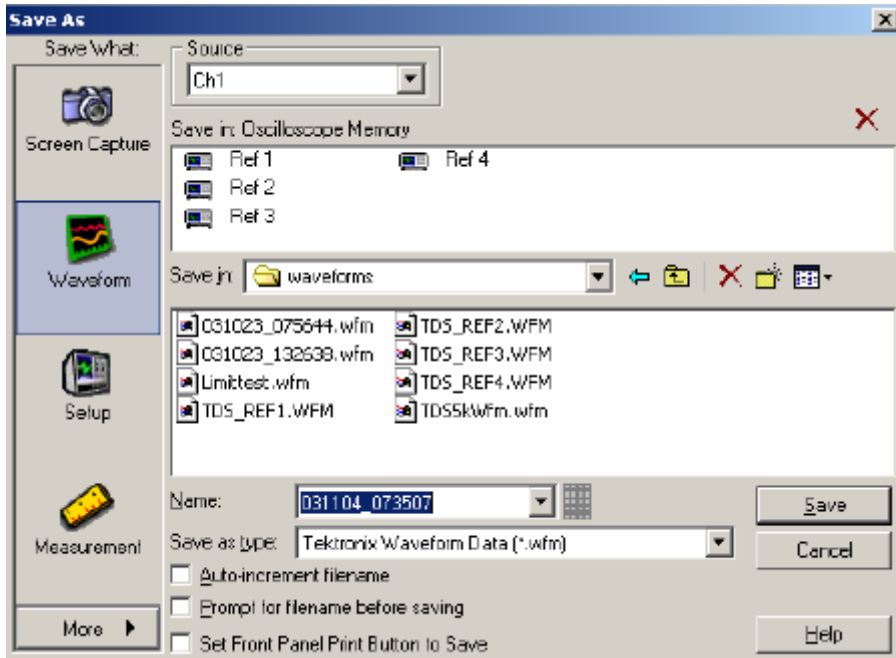 Save As
Save What:
Source
Ch1
Screen Capture
Save in: Oscilloscope Memory
Ref 1
Ref 4
Ref 2
Ref 3
Waveform
Save in:
waveforms
031023_075644.wfm
TDS_REF2.WFM
031023_132638.wfm
TDS_REF3.WFM
Limittest.wfm
TDS_REF4.WFM
TDS_REF1.WFM
TDS5kWfm.wfm
Setup
Name:
031104_073507
Save
Save as type:
Tektronix Waveform Data (*.wfm)
Cancel
Measurement
Auto-increment filename
Prompt for filename before saving
More
Set Front Panel Print Button to Save
Help